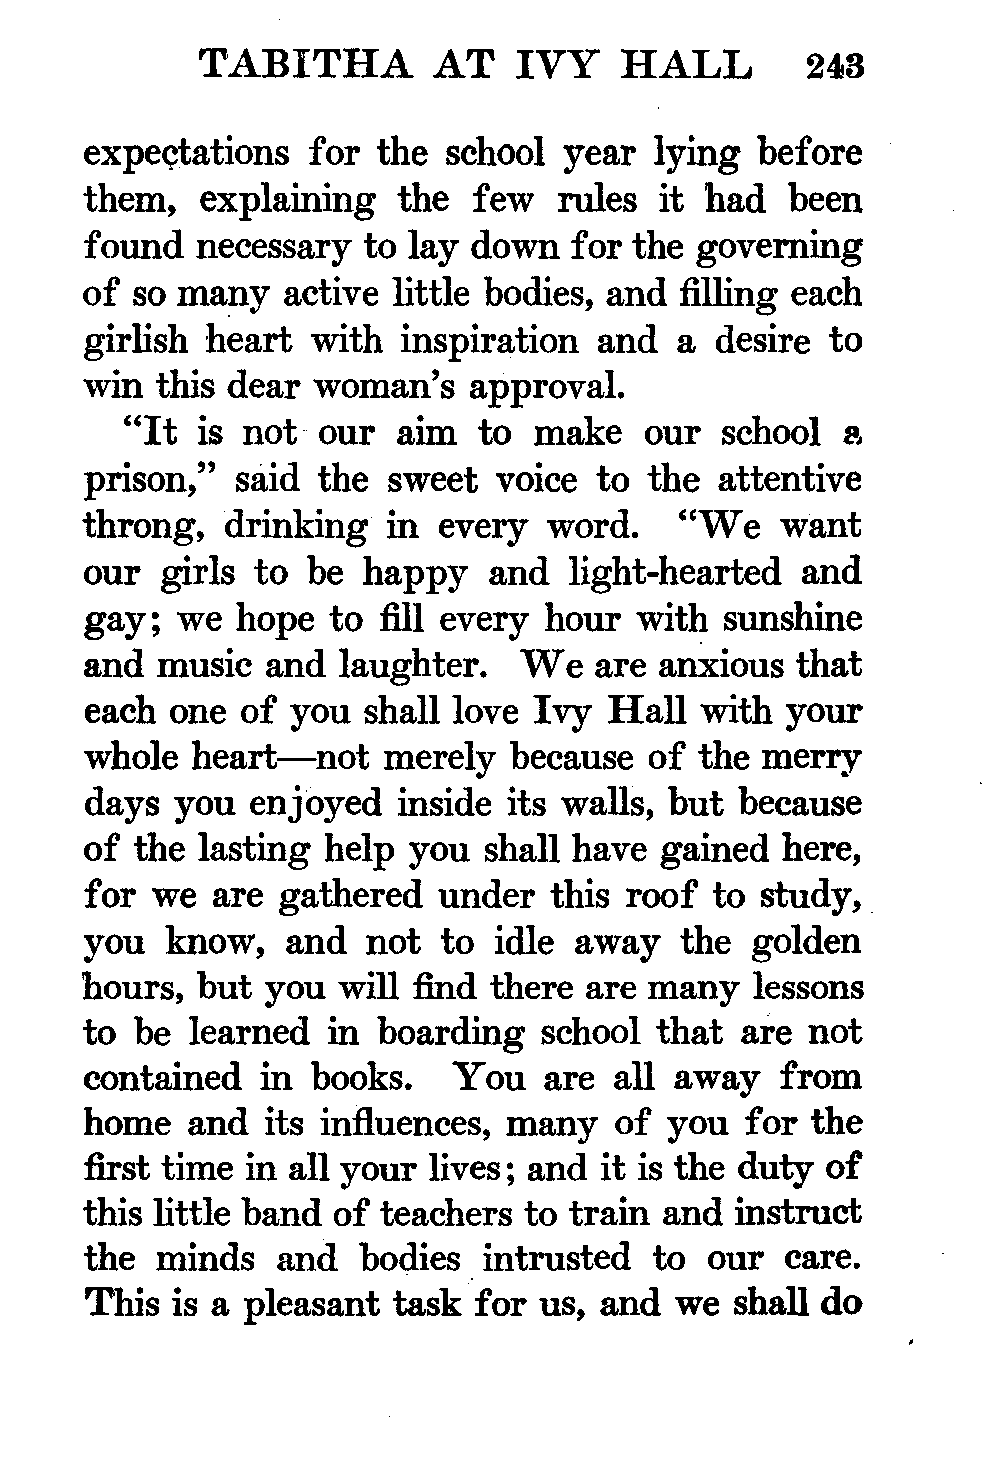 TABITHA AT IVY HALL 243
expectations for the school year lying before
them, explaining the few rules it had been
found necessary to lay down for the governing
of so many active little bodies, and filling each
girlish heart with inspiration and a desire to
win this dear woman's approval.
"It is not our aim to make our school a
prison," said the sweet voice to the attentive
throng, drinking in every word. "We want
our girls to be happy and light-hearted and
gay; we hope to fill every hour with sunshine
and music and laughter. We are anxious that
each one of you shall love Ivy Hall with your
whole heart—not merely because of the merry
days you enjoyed inside its walls, but because
of the lasting help you shall have gained here,
for we are gathered under this roof to study,
you know, and not to idle away the golden
hours, but you will find there are many lessons
to be learned in boarding school that are not
contained in books. You are all away from
home and its influences, many of you for the
first time in all your lives; and it is the duty of
this little band of teachers to train and instruct
the minds and bodies intrusted to our care.
This is a pleasant task for us, and we shall do